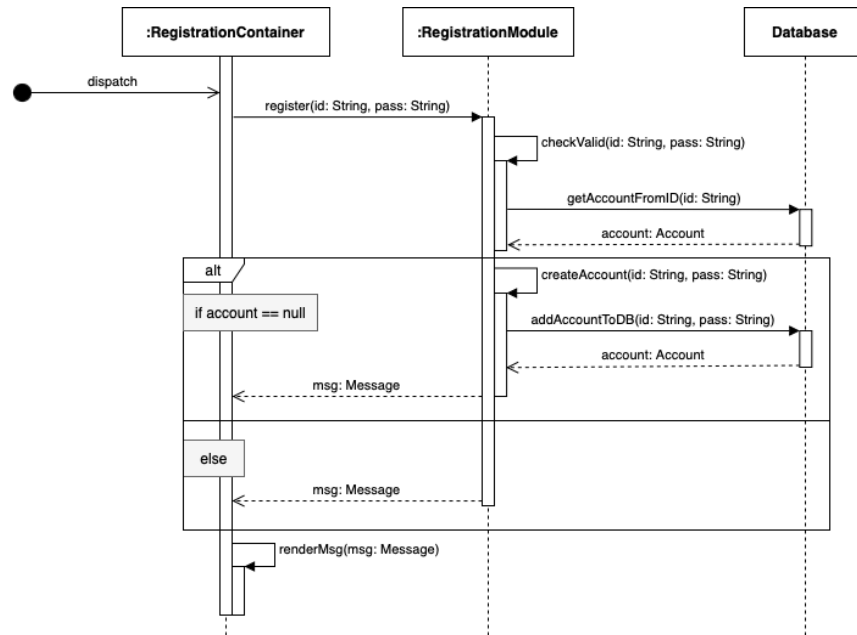 :RegistrationContainer
:RegistrationModule
Database
dispatch
register(id: String, pass: String)
checkValid(id: String, pass: String)
getAccountFromID(id: String)
account: Account
alt
createAccount(id: String, pass: String)
if account == null
addAccountToDB(id: String, pass: String)
account: Account
msg: Message
else
msg: Message
renderMsg(msg: Message)